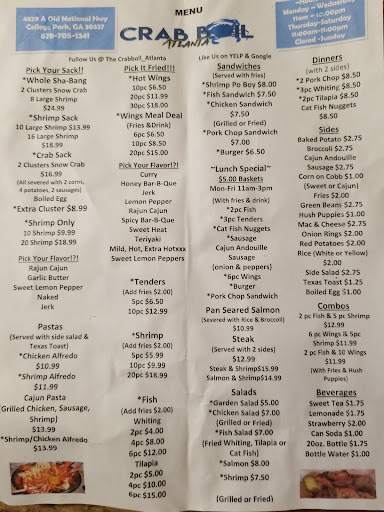 MENU
4829 A Old National Hwy
College Park, GA 30337
678-705-1341
CRAB BOIL
ATLANTA
Monday – Wednesday
11am – 10:00pm
Thursday-Saturday
11:00am-11:00pm
Closed -Sunday
Follow Us @ The Crabboil_Atlanta
Like Us on YELP & Google
Pick Your Sack!!
*Whole Sha-Bang
2 Clusters Snow Crab
8 Large Shrimp
$24.99
*Shrimp Sack
10 Large Shrimp $13.99
16 Large Shrimp
$18.99
*Crab Sack
2 Clusters Snow Crab
$16.99
(All severed with 2 corn,
4 potatoes, 2 sausages)
Boiled Egg
*Extra Cluster $8.99
*Shrimp Only
10 Shrimp $9.99
20 Shrimp $18.99
Pick Your Flavor!?!
Rajun Cajun
Garlic Butter
Sweet Lemon Pepper
Naked
Jerk
Pastas
(Served with side salad &
Texas Toast)
*Chicken Alfredo
$10.99
*Shrimp Alfredo
$11.99
Cajun Pasta
(Grilled Chicken, Sausage,
Shrimp)
$13.99
*Shrimp/Chicken Alfredo
$13.99
Pick It Fried!!!
*Hot Wings
10pc $6.50
20pc $11.99
30pc $18.00
*Wings Meal Deal
(Fries &Drink)
6pc $6.50
10pc $8.50
20pc $15.00
Pick Your Flavor!?!
Curry
Honey Bar-B-Que
Jerk
Lemon Pepper
Rajun Cajun
Spicy Bar-B-Que
Sweet Heat
Teriyaki
Mild, Hot, Extra Hotxxx
Sweet Lemon Peppers
*Tenders
(Add fries $2.00)
5pc $6.50
10pc $12.99
*Shrimp
(Add fries $2.00)
5pc $5.99
10pc $9.99
20pc $18.99
*Fish
(Add fries $2.00)
Whiting
2pc $4.00
4pc $8.00
6pc $12.00
Tilapia
2pc $5.00
4pc $10.00
6pc $15.00
Sandwiches
(Served with fries)
*Shrimp Po Boy $8.00
*Fish Sandwich $7.50
*Chicken Sandwich
$7.50
(Grilled or Fried)
*Pork Chop Sandwich
$7.00
*Burger $6.50
~Lunch Special~
$5.00 Baskets
Mon-Fri 11am-3pm
(With fries & drink)
*2pc Fish
*3pc Tenders
*Cat Fish Nuggets
*Sausage
Cajun Andouille
Sausage
(onion & peppers)
*6pc Wings
*Burger
*Pork Chop Sandwich
Pan Seared Salmon
(Severed with Rice & Broccoli)
$10.99
Steak
(Served with 2 sides)
$12.99
Steak & Shrimp$15.99
Salmon & Shrimp$14.99
Salads
*Garden Salad $5.00
*Chicken Salad $7.00
(Grilled or Fried)
*Fish Salad $7.00
(Fried Whiting, Tilapia or
Cat Fish)
*Salmon $8.00
*Shrimp $7.50
(Grilled or Fried)
Dinners
(with 2 sides)
*2 Pork Chop $8.50
*3pc Whiting $8.50
*2pc Tilapia $8.50
Cat Fish Nuggets
$8.50
Sides
Baked Potato $2.75
Broccoli $2.75
Cajun Andouille
Sausage $2.75
Corn on Cobb $1.00
(Sweet or Cajun)
Fries $2.00
Green Beans $2.75
Hush Puppies $1.00
Mac & Cheese $2.75
Onion Rings $2.00
Red Potatoes $2.00
Rice (White or Yellow)
$2.00
Side Salad $2.75
Texas Toast $1.25
Boiled Egg $1.00
Combos
2 pc Fish & 5 pc Shrimp
$12.99
6 pc Wings & 5pc
Shrimp $11.99
2 pc Fish & 10 Wings
$11.99
(With Fries & Hush
Puppies)
Beverages
Sweet Tea $1.75
Lemonade $1.75
Strawberry $2.00
Can Soda $1.00
20oz. Bottle $1.75
Bottle Water $1.00